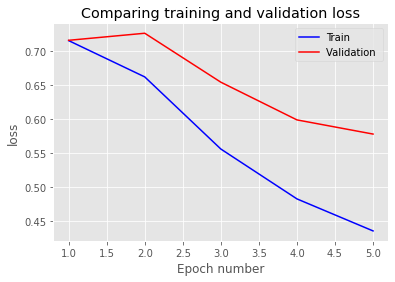 Comparing training and validation loss
Train
Validation
0.70
0.65
0.60
0.55
0.50
0.45
loss
1.0 1.5 2.0 2.5 3.0 3.5 4.0 4.5 5.0
Epoch number